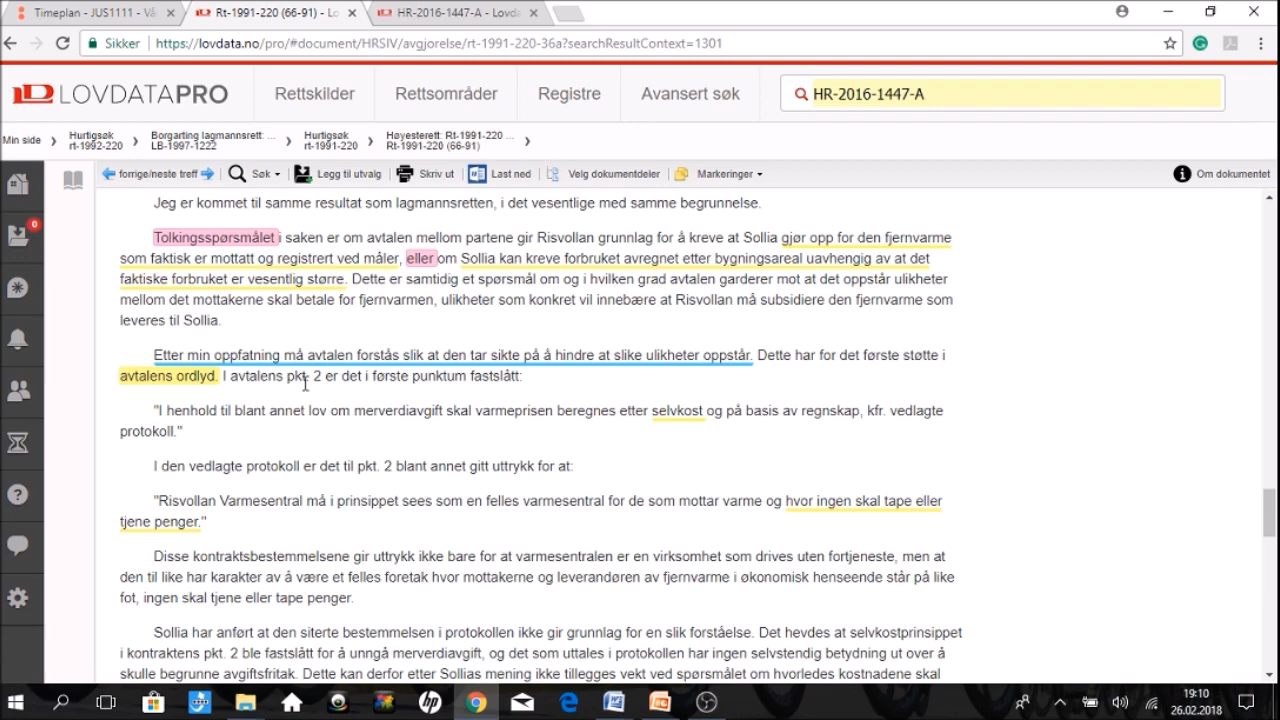 Timeplan - JUS1111 - Vå
Rt-1991-220 (66-91) - Lo
HR-2016-1447-A - Lovda
Sikker
https://lovdata.no/pro/#document/HRSIV/avgjorelse/rt-1991-220-36a?searchResultContext=1301
LOVDATAPRO
Rettskilder
Rettsområder
Registre
Avansert søk
HR-2016-1447-A
Min side
Hurtigsøk
rt-1992-220
Borgarting lagmannsrett: ...
LB-1997-1222
Hurtigsøk
rt-1991-220
Høyesterett: Rt-1991-220 ...
Rt-1991-220 (66-91)
forrige/neste treff
Søk
Legg til utvalg
Skriv ut
Last ned
Velg dokumentdeler
Markeringer
Om dokumentet
0
Jeg er kommet til samme resultat som lagmannsretten, i det vesentlige med samme begrunnelse.
Tolkingsspørsmålet i saken er om avtalen mellom partene gir Risvollan grunnlag for å kreve at Sollia gjør opp for den fjernvarme
som faktisk er mottatt og registrert ved måler, eller om Sollia kan kreve forbruket avregnet etter bygningsareal uavhengig av at det
faktiske forbruket er vesentlig større. Dette er samtidig et spørsmål om og i hvilken grad avtalen garderer mot at det oppstår ulikheter
mellom det mottakerne skal betale for fjernvarmen, ulikheter som konkret vil innebære at Risvollan må subsidiere den fjernvarme som
leveres til Sollia.
Etter min oppfatning må avtalen forstås slik at den tar sikte på å hindre at slike ulikheter oppstår. Dette har for det første støtte i
avtalens ordlyd. I avtalens pkt. 2 er det i første punktum fastslått:
"I henhold til blant annet lov om merverdiavgift skal varmeprisen beregnes etter selvkost og på basis av regnskap, kfr. vedlagte
protokoll."
I den vedlagte protokoll er det til pkt. 2 blant annet gitt uttrykk for at:
"Risvollan Varmesentral må i prinsippet sees som en felles varmesentral for de som mottar varme og hvor ingen skal tape eller
tjene penger."
Disse kontraktsbestemmelsene gir uttrykk ikke bare for at varmesentralen er en virksomhet som drives uten fortjeneste, men at
den til like har karakter av å være et felles foretak hvor mottakerne og leverandøren av fjernvarme i økonomisk henseende står på like
fot, ingen skal tjene eller tape penger.
Sollia har anført at den siterte bestemmelsen i protokollen ikke gir grunnlag for en slik forståelse. Det hevdes at selvkostprinsippet
i kontraktens pkt. 2 ble fastslått for å unngå merverdiavgift, og det som uttales i protokollen har ingen selvstendig betydning ut over å
skulle begrunne avgiftsfritak. Dette kan derfor etter Sollias mening ikke tillegges vekt ved spørsmålet om hvorledes kostnadene skal
19:10
26.02.2018